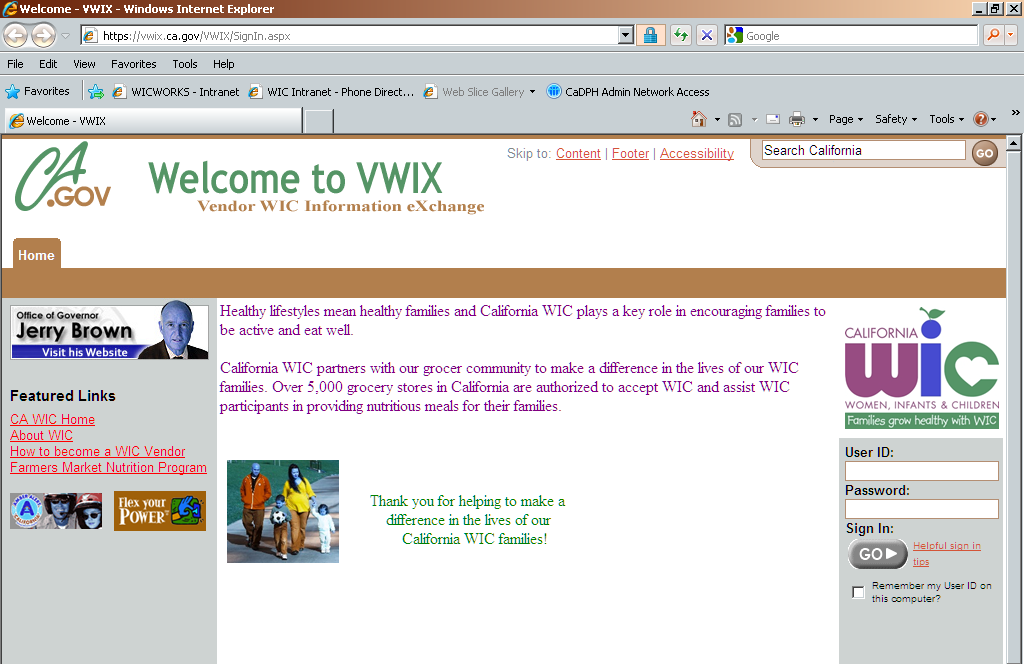 Welcome - VWIX - Windows Internet Explorer
https://vwix.ca.gov/VWIX/SignIn.aspx
Google
File Edit View Favorites Tools Help
Favorites WICWORKS - Intranet WIC Intranet - Phone Direct... Web Slice Gallery CaDPH Admin Network Access
Welcome - VWIX
Page Safety Tools
CA.GOV
Welcome to VWIX
Vendor WIC Information eXchange
Skip to: Content | Footer | Accessibility
Search California
GO
Home
Office of Governor
Jerry Brown
Visit his Website
Featured Links
CA WIC Home
About WIC
How to become a WIC Vendor
Farmers Market Nutrition Program
Flex your
POWER
Healthy lifestyles mean healthy families and California WIC plays a key role in encouraging families to
be active and eat well.
California WIC partners with our grocer community to make a difference in the lives of our WIC
families. Over 5,000 grocery stores in California are authorized to accept WIC and assist WIC
participants in providing nutritious meals for their families.
Thank you for helping to make a
difference in the lives of our
California WIC families!
CALIFORNIA
wic
WOMEN, INFANTS & CHILDREN
Families grow healthy with WIC
User ID:
Password:
Sign In:
GO
Helpful sign in
tips
Remember my User ID on
this computer?